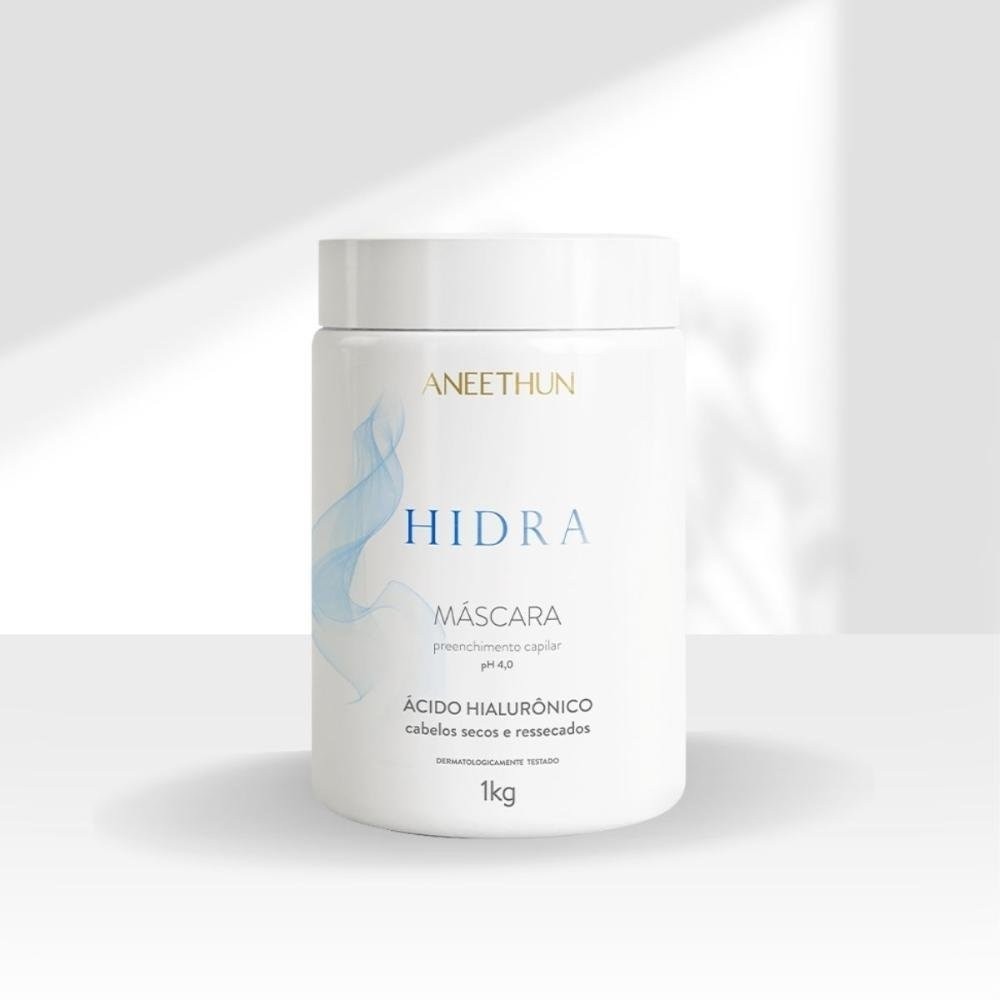 ANEETHUN
HIDRA
MÁSCARA
preenchimento capilar
pH 4,0
ÁCIDO HIALURÔNICO
cabelos secos e ressecados
DERMATOLOGICAMENTE TESTADO
1kg